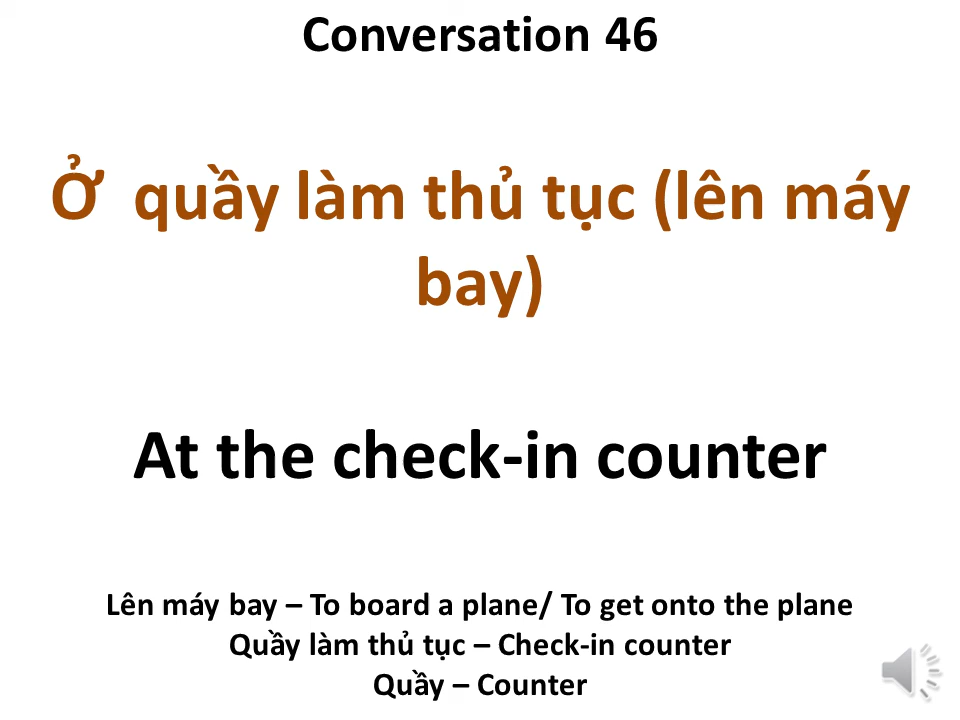 Conversation 46
Ở quầy làm thủ tục (lên máy
bay)
At the check-in counter
Lên máy bay – To board a plane/ To get onto the plane
Quầy làm thủ tục – Check-in counter
Quầy – Counter